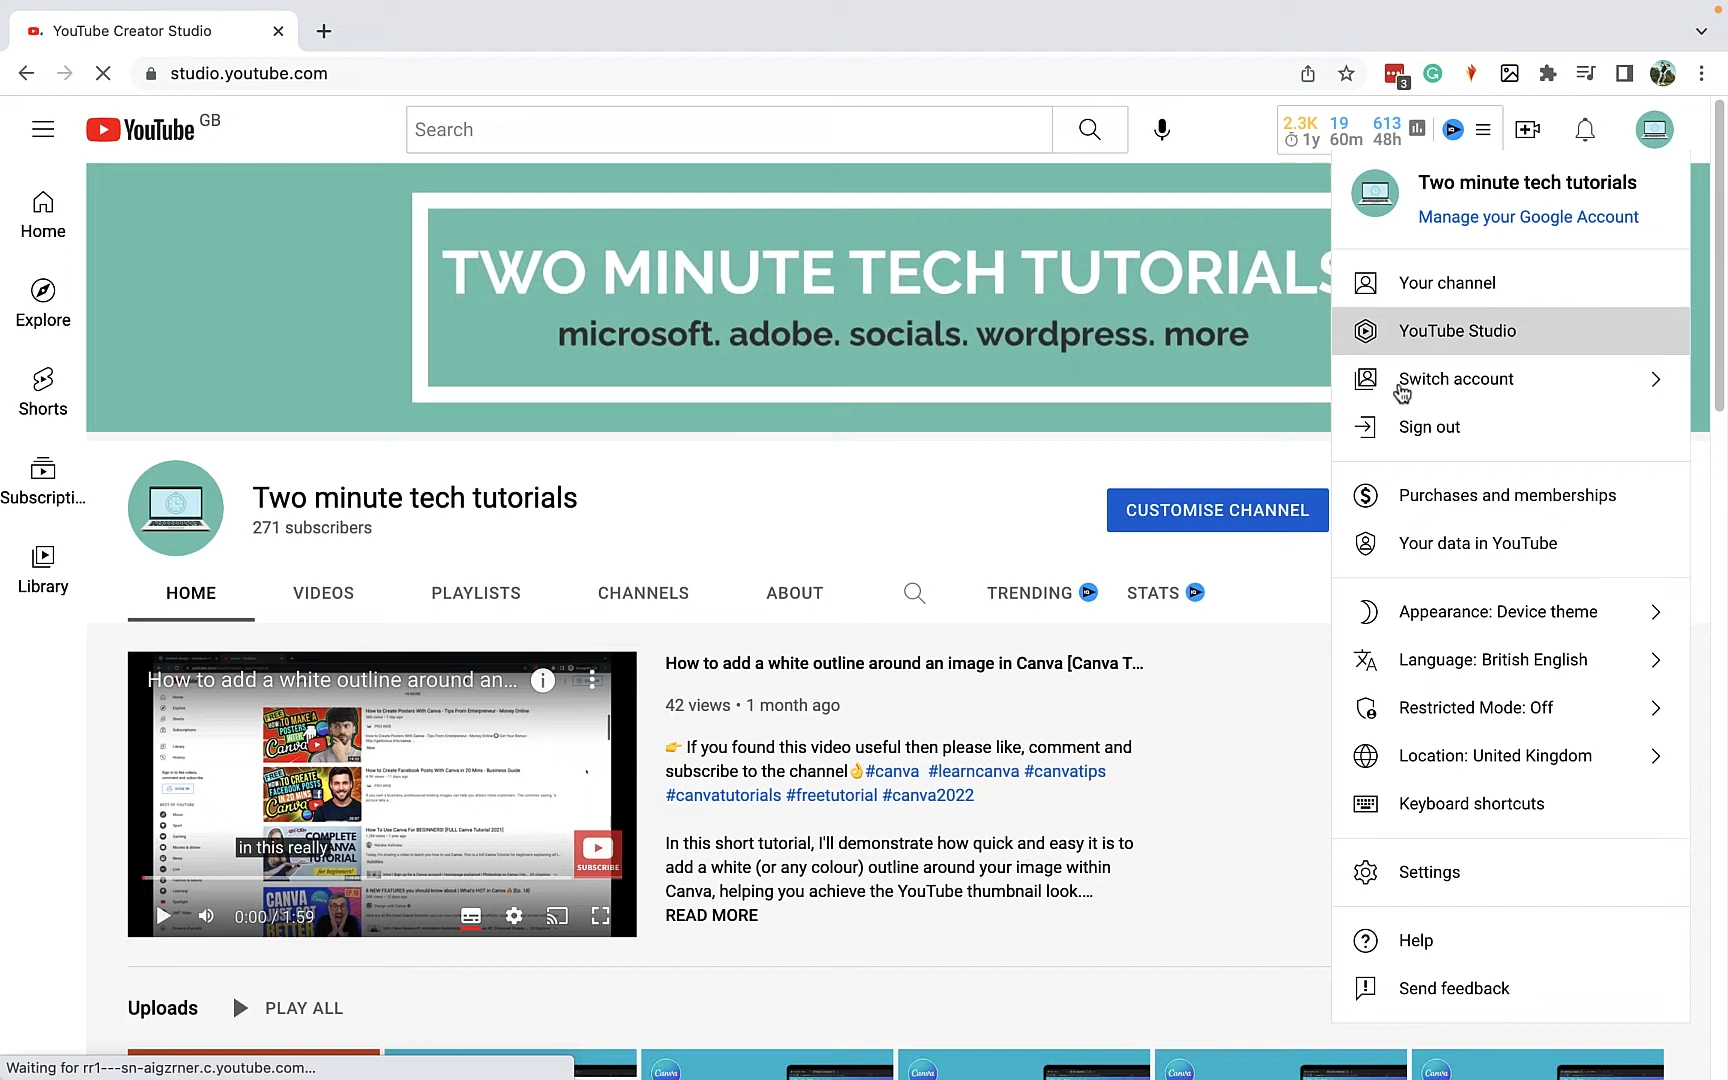 YouTube Creator Studio
studio.youtube.com
3
YouTube GB
Search
2.3K 19 613
1y 60m 48h
Two minute tech tutorials
Manage your Google Account
Your channel
YouTube Studio
Switch account
Sign out
Purchases and memberships
Your data in YouTube
Appearance: Device theme
Language: British English
Restricted Mode: Off
Location: United Kingdom
Keyboard shortcuts
Settings
Help
Send feedback
Home
Explore
Shorts
Subscripti...
Library
TWO MINUTE TECH TUTORIALS
microsoft. adobe. socials. wordpress. more
Two minute tech tutorials
271 subscribers
CUSTOMISE CHANNEL
HOME VIDEOS PLAYLISTS CHANNELS ABOUT TRENDING STATS
How to add a white outline around an...
in this really
SUBSCRIBE
0:00 / 1:59
How to add a white outline around an image in Canva [Canva T...
42 views • 1 month ago
👉 If you found this video useful then please like, comment and
subscribe to the channel👌#canva #learncanva #canvatips
#canvatutorials #freetutorial #canva2022
In this short tutorial, I'll demonstrate how quick and easy it is to
add a white (or any colour) outline around your image within
Canva, helping you achieve the YouTube thumbnail look....
READ MORE
Uploads PLAY ALL
Canva Canva Canva Canva
Waiting for rr1---sn-aigzrner.c.youtube.com...